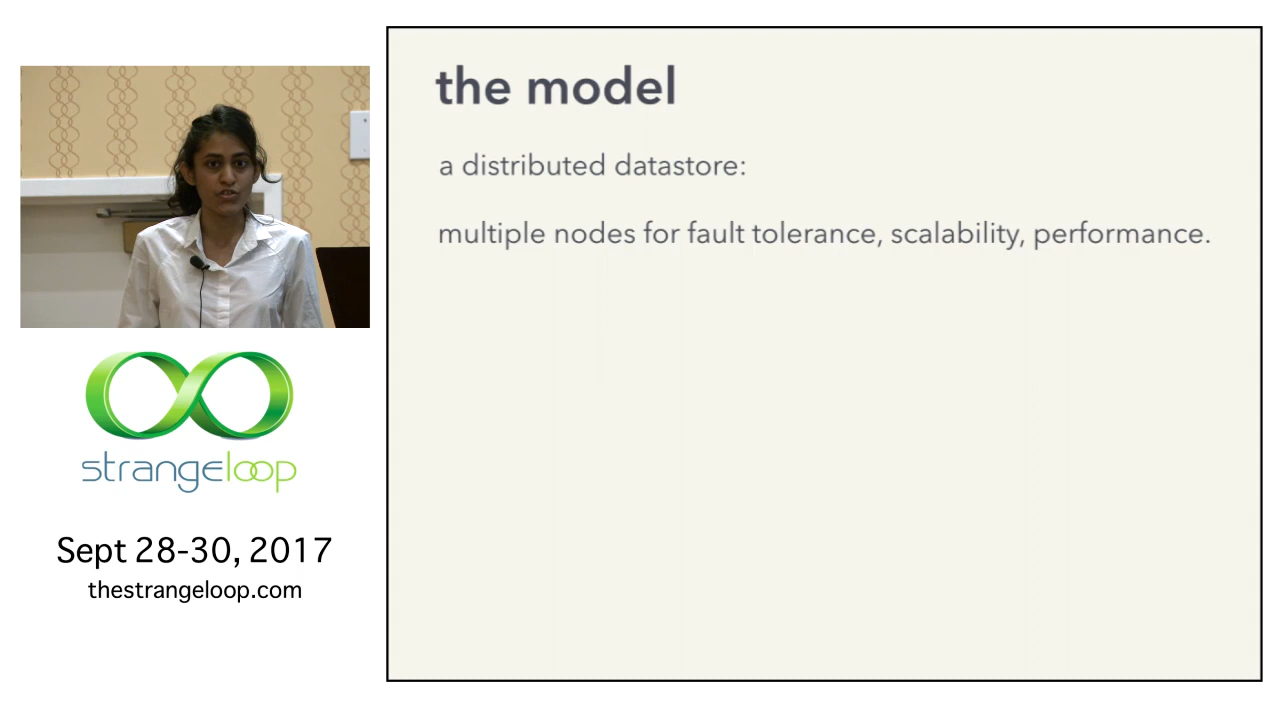 the model
a distributed datastore:
multiple nodes for fault tolerance, scalability, performance.
strangeloop
Sept 28-30, 2017
thestrangeloop.com